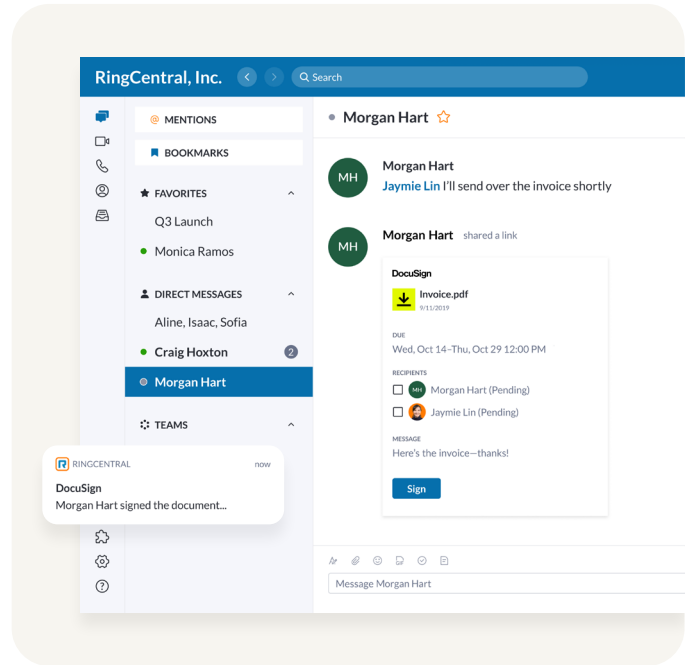 RingCentral, Inc.
Search
@ MENTIONS
BOOKMARKS
FAVORITES
Q3 Launch
Monica Ramos
DIRECT MESSAGES
Aline, Isaac, Sofia
Craig Hoxton 2
Morgan Hart
TEAMS
Morgan Hart
MH
Morgan Hart
Jaymie Lin I'll send over the invoice shortly
MH
Morgan Hart shared a link
DocuSign
Invoice.pdf
9/11/2019
DUE
Wed, Oct 14–Thu, Oct 29 12:00 PM
RECIPIENTS
MH Morgan Hart (Pending)
Jaymie Lin (Pending)
MESSAGE
Here's the invoice—thanks!
Sign
Message Morgan Hart
R RINGCENTRAL now
DocuSign
Morgan Hart signed the document...